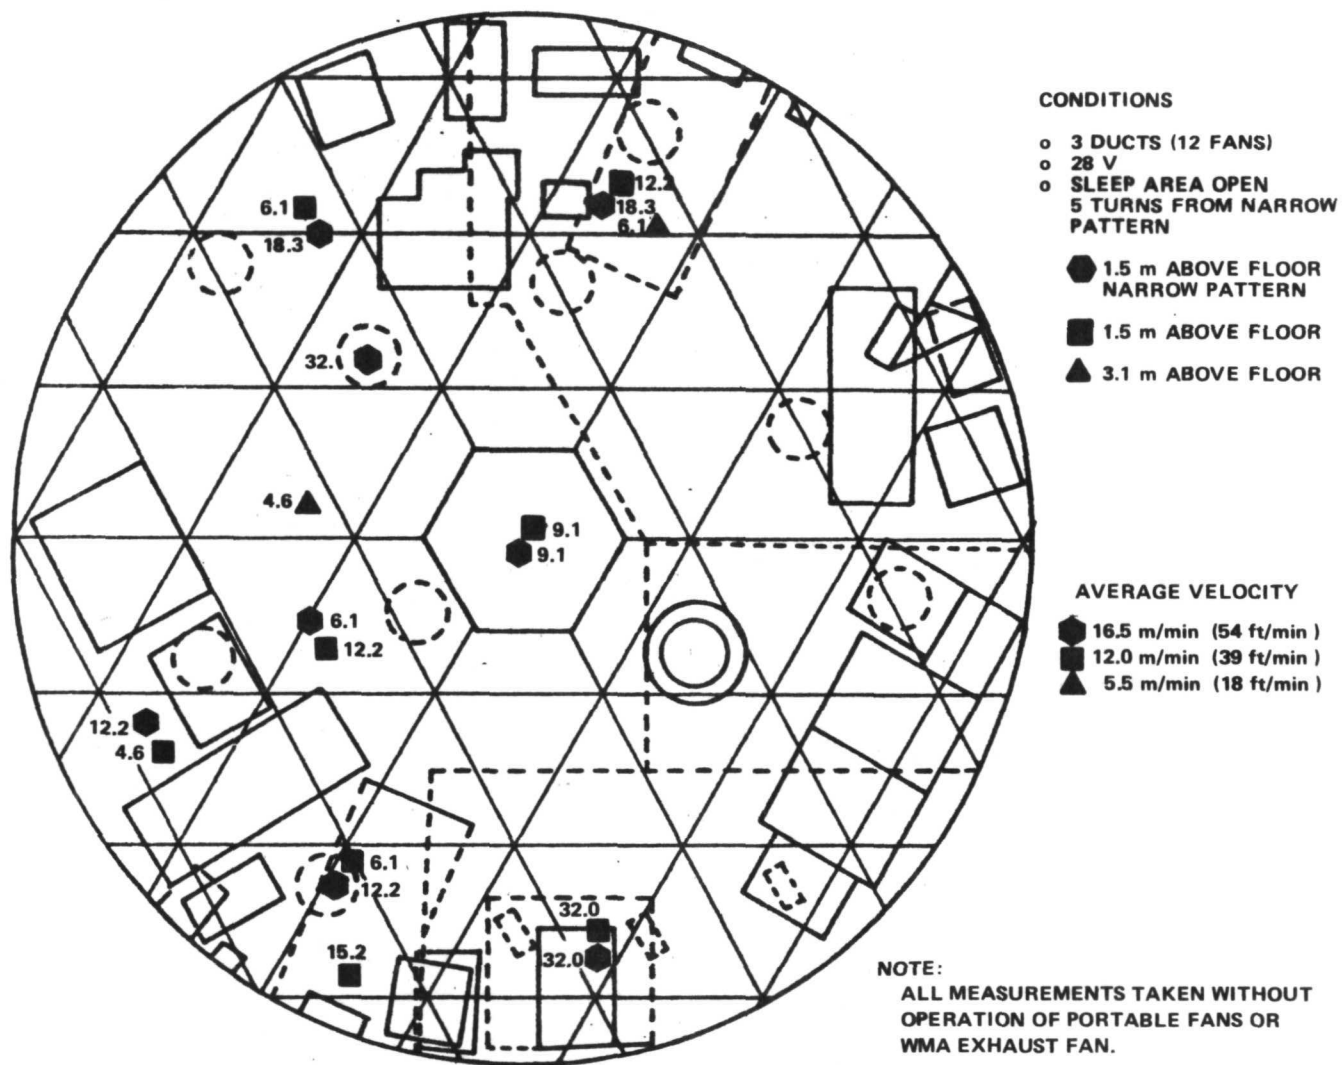 CONDITIONS
o 3 DUCTS (12 FANS)
o 28 V
o SLEEP AREA OPEN
5 TURNS FROM NARROW
PATTERN
1.5 m ABOVE FLOOR
NARROW PATTERN
1.5 m ABOVE FLOOR
3.1 m ABOVE FLOOR
12.2
18.3
6.1
6.1
18.3
32.
4.6
9.1
9.1
6.1
12.2
12.2
4.6
6.1
12.2
15.2
32.0
32.0
AVERAGE VELOCITY
16.5 m/min (54 ft/min)
12.0 m/min (39 ft/min)
5.5 m/min (18 ft/min)
NOTE:
ALL MEASUREMENTS TAKEN WITHOUT
OPERATION OF PORTABLE FANS OR
WMA EXHAUST FAN.